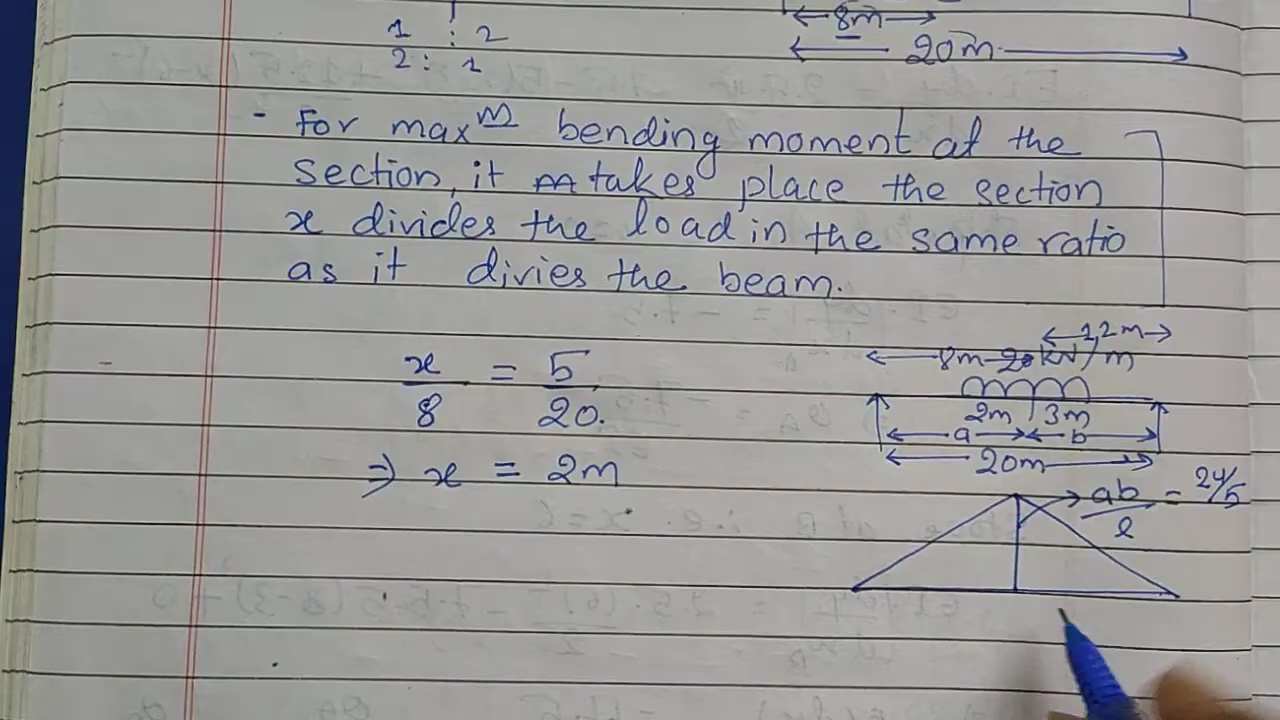 1 : 2
2 : 1
8m
20m
- For max^m bending moment at the
section, it takes place the section
x divides the load in the same ratio
as it divies the beam.
12m
8m 20 kN/m
x/8 = 5/20.
2m 3m
a b
20m
⇒ x = 2m
ab/l = 24/5